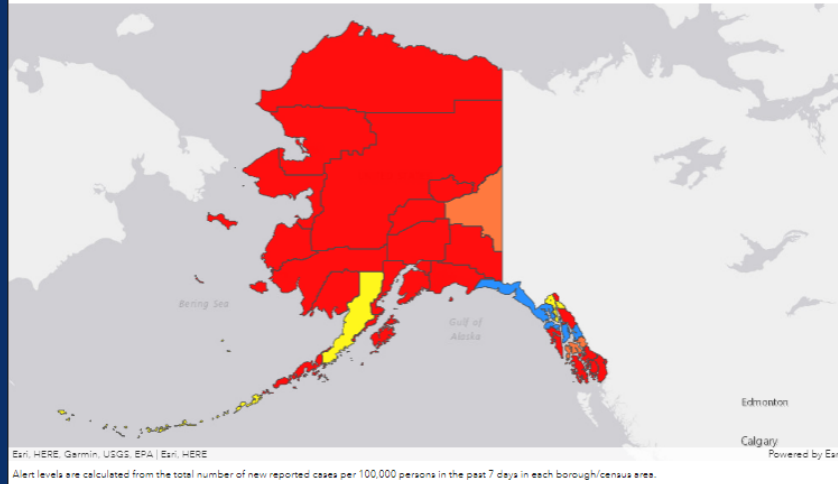 Bering Sea
Gulf of
Alaska
Edmonton
Calgary
Esri, HERE, Garmin, USGS, EPA | Esri, HERE
Powered by Esri
Alert levels are calculated from the total number of new reported cases per 100,000 persons in the past 7 days in each borough/census area.